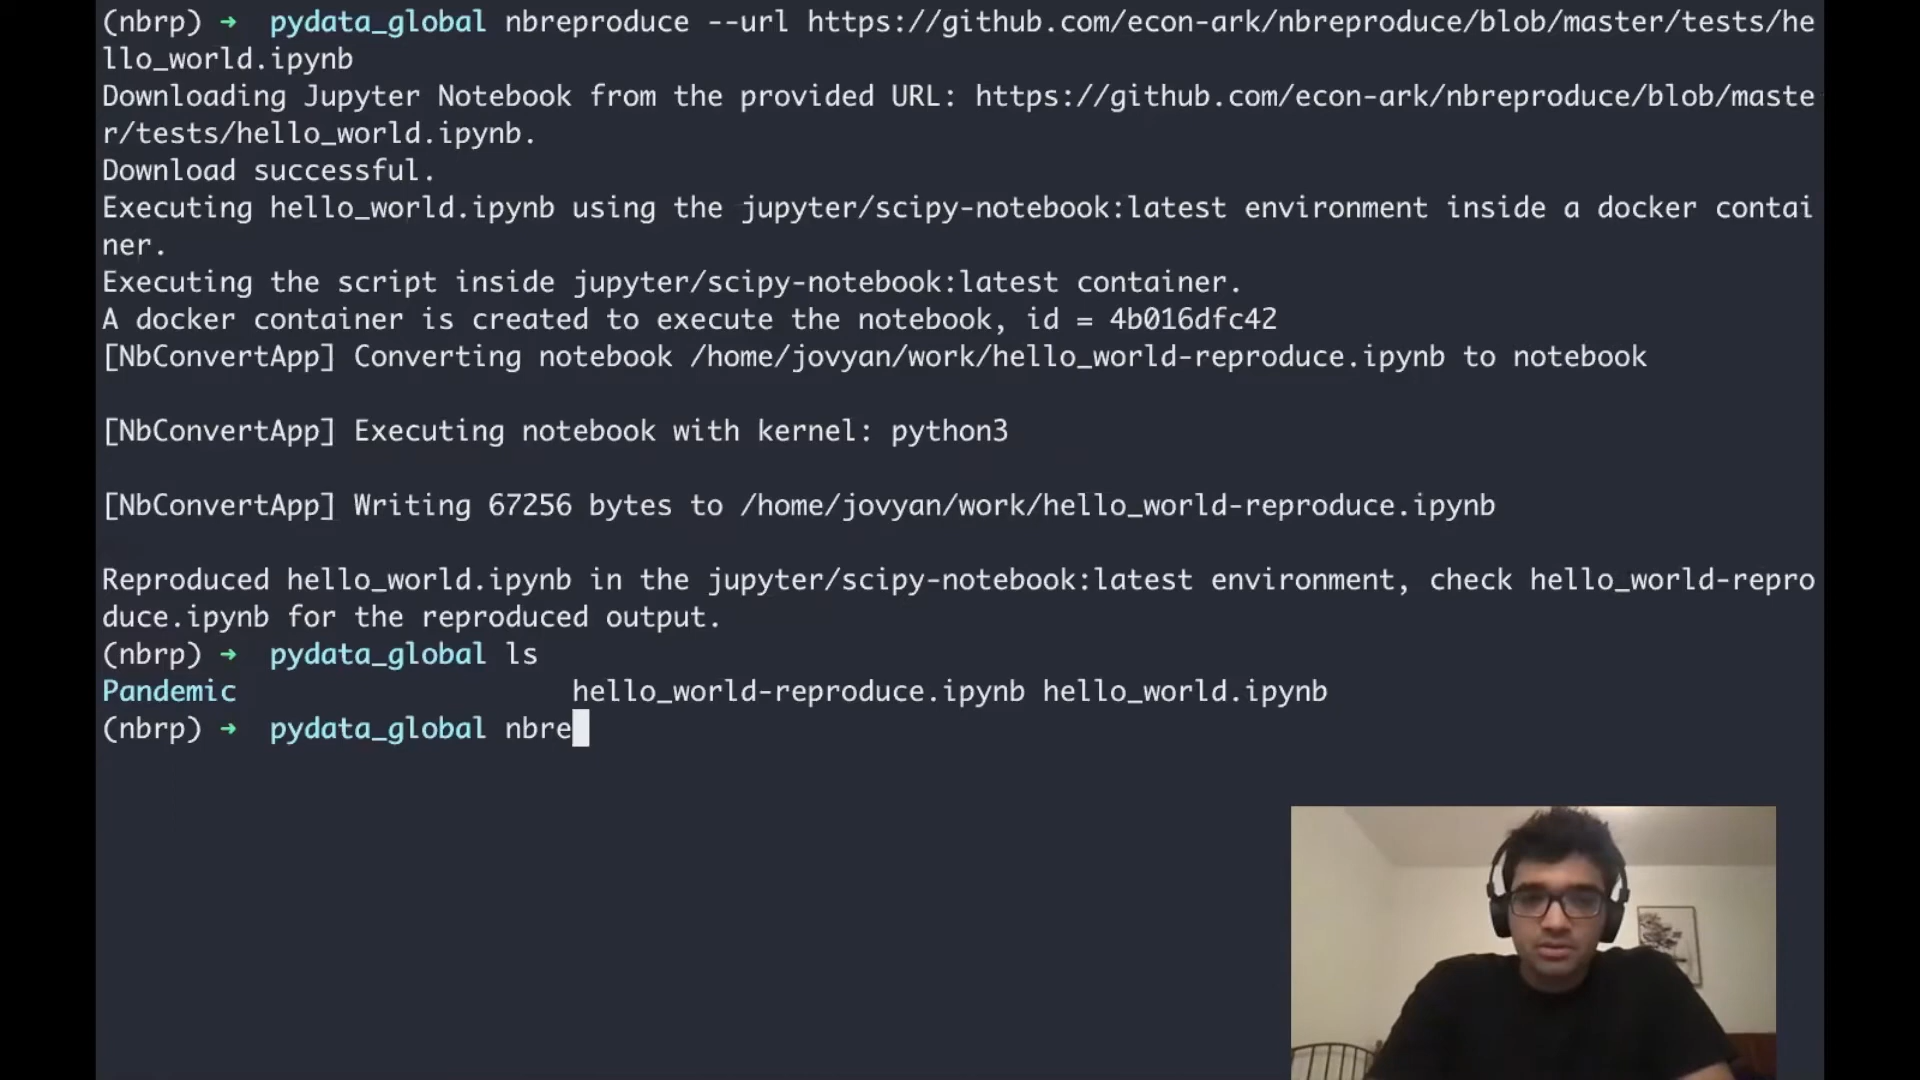 (nbrp) ➜  pydata_global nbreproduce --url https://github.com/econ-ark/nbreproduce/blob/master/tests/he
llo_world.ipynb
Downloading Jupyter Notebook from the provided URL: https://github.com/econ-ark/nbreproduce/blob/maste
r/tests/hello_world.ipynb.
Download successful.
Executing hello_world.ipynb using the jupyter/scipy-notebook:latest environment inside a docker contai
ner.
Executing the script inside jupyter/scipy-notebook:latest container.
A docker container is created to execute the notebook, id = 4b016dfc42
[NbConvertApp] Converting notebook /home/jovyan/work/hello_world-reproduce.ipynb to notebook
[NbConvertApp] Executing notebook with kernel: python3
[NbConvertApp] Writing 67256 bytes to /home/jovyan/work/hello_world-reproduce.ipynb
Reproduced hello_world.ipynb in the jupyter/scipy-notebook:latest environment, check hello_world-repro
duce.ipynb for the reproduced output.
(nbrp) ➜  pydata_global ls
Pandemic                    hello_world-reproduce.ipynb hello_world.ipynb
(nbrp) ➜  pydata_global nbre